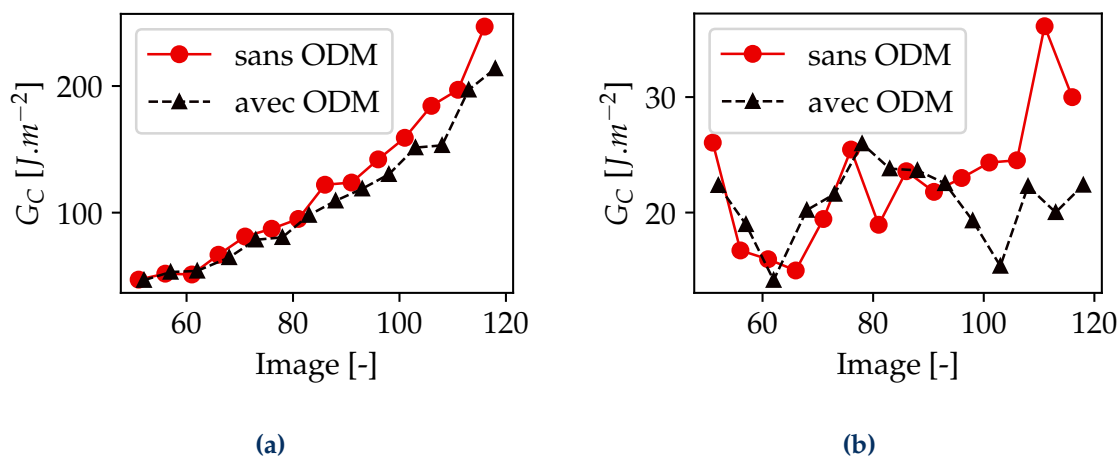 sans ODM
avec ODM
200
100
G_C [J.m^{-2}]
60 80 100 120
Image [-]
(a)
sans ODM
avec ODM
30
20
G_C [J.m^{-2}]
60 80 100 120
Image [-]
(b)